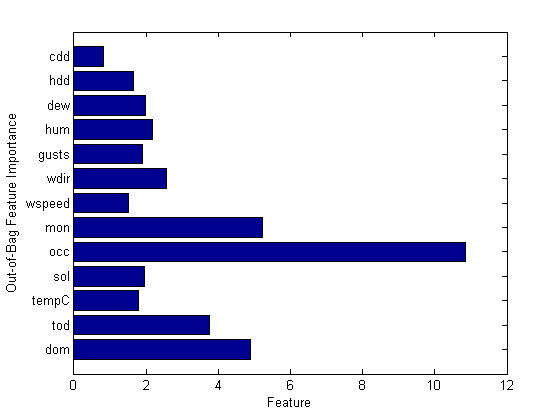 cdd
hdd
dew
hum
gusts
wdir
wspeed
mon
occ
sol
tempC
tod
dom
Out-of-Bag Feature Importance
0 2 4 6 8 10 12
Feature